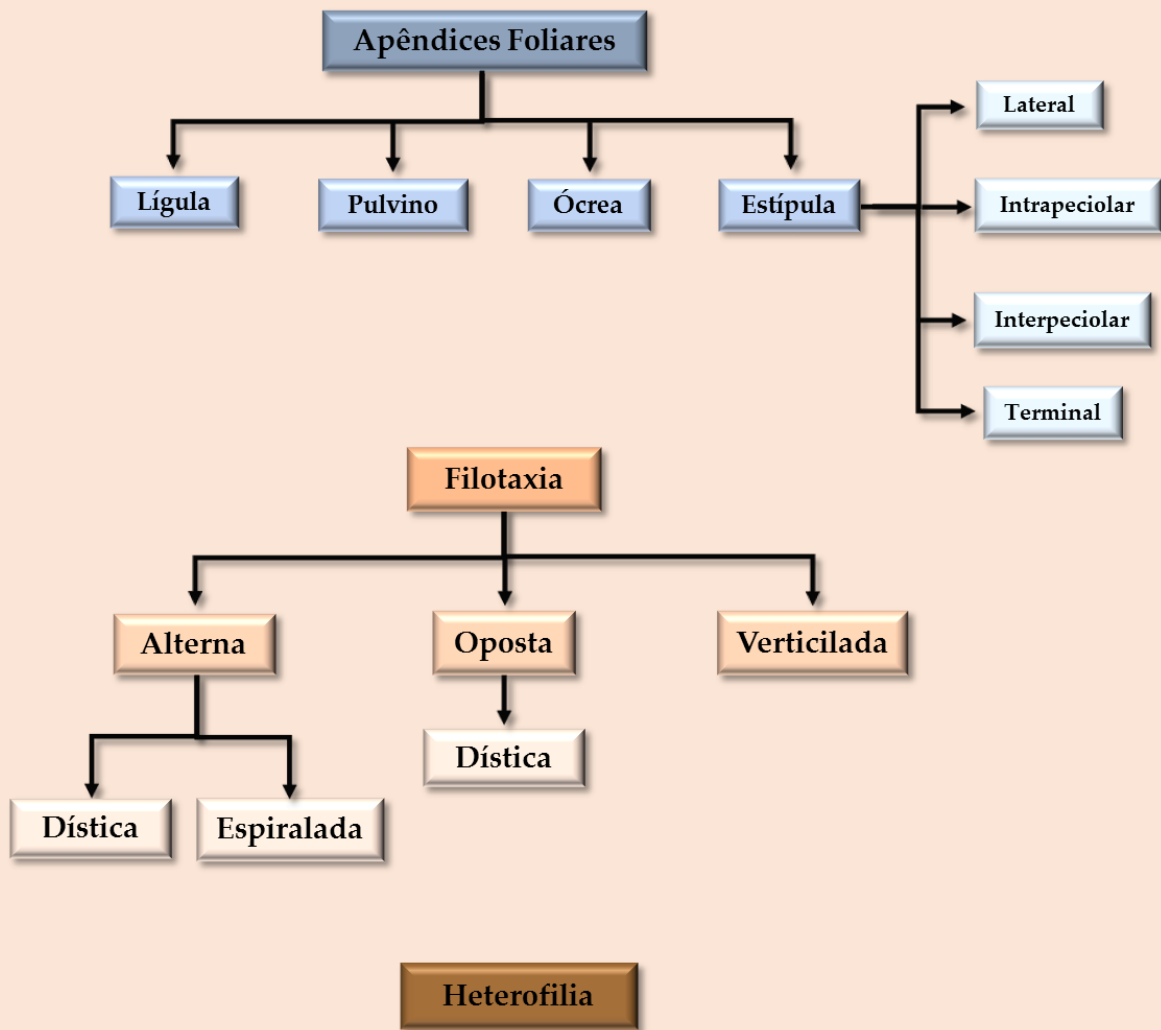 Apêndices Foliares
Lígula
Pulvino
Ócrea
Estípula
Lateral
Intrapeciolar
Interpeciolar
Terminal
Filotaxia
Alterna
Oposta
Verticilada
Dística
Espiralada
Dística
Heterofilia